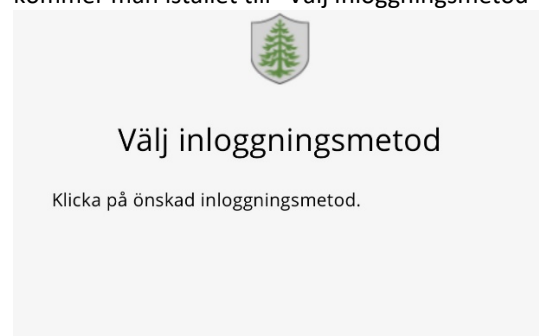 kommer man istället till "Välj inloggningsmetod"
Välj inloggningsmetod
Klicka på önskad inloggningsmetod.